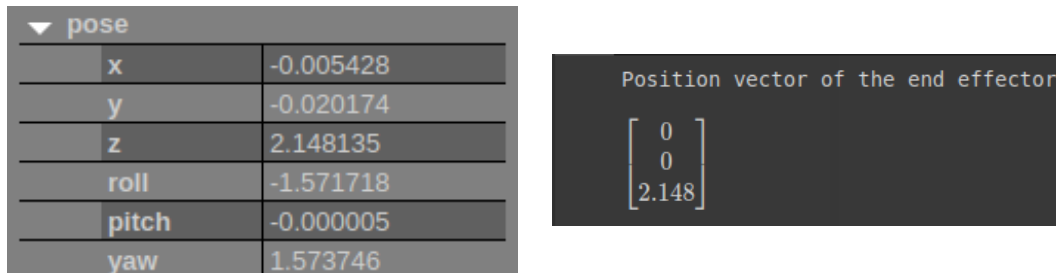 pose
x -0.005428
y -0.020174
z 2.148135
roll -1.571718
pitch -0.000005
yaw 1.573746
Position vector of the end effector
0
0
2.148